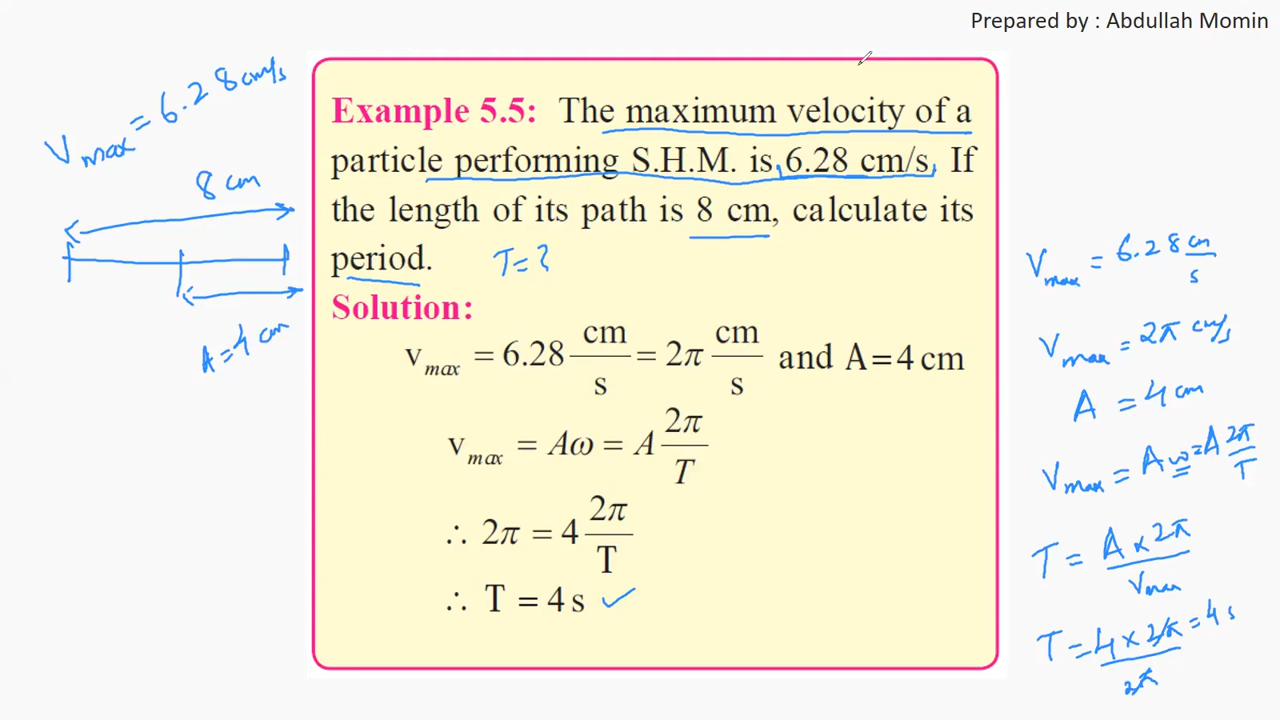 Prepared by : Abdullah Momin
Vmax = 6.28 cm/s
8 cm
A = 4 cm
Example 5.5: The maximum velocity of a
particle performing S.H.M. is 6.28 cm/s. If
the length of its path is 8 cm, calculate its
period. T = ?
Solution:
vmax = 6.28 cm/s = 2π cm/s and A = 4 cm
vmax = Aω = A 2π/T
∴ 2π = 4 2π/T
∴ T = 4 s ✓
Vmax = 6.28 cm/s
Vmax = 2π cm/s
A = 4 cm
Vmax = Aω = A 2π/T
T = A × 2π / Vmax
T = 4 × 2π / 2π = 4 s